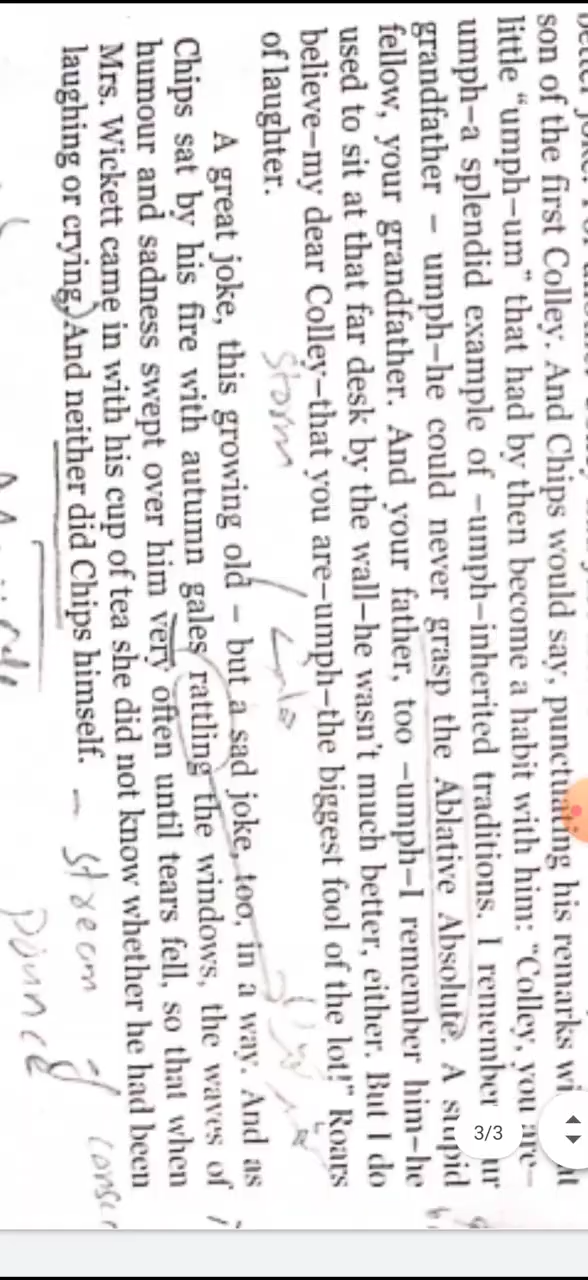 son of the first Colley. And Chips would say, punctuating his remarks wi
little "umph-um" that had by then become a habit with him: "Colley, you are-
umph-a splendid example of -umph-inherited traditions. I remember ur
grandfather - umph-he could never grasp the Ablative Absolute. A stupid
fellow, your grandfather. And your father, too -umph-I remember him-he
used to sit at that far desk by the wall-he wasn't much better, either. But I do
believe-my dear Colley-that you are-umph-the biggest fool of the lot!" Roars
of laughter.
storm
A great joke, this growing old - but a sad joke, too, in a way. And as
Chips sat by his fire with autumn gales rattling the windows, the waves of
humour and sadness swept over him very often until tears fell, so that when
Mrs. Wickett came in with his cup of tea she did not know whether he had been
laughing or crying. And neither did Chips himself.
3/3